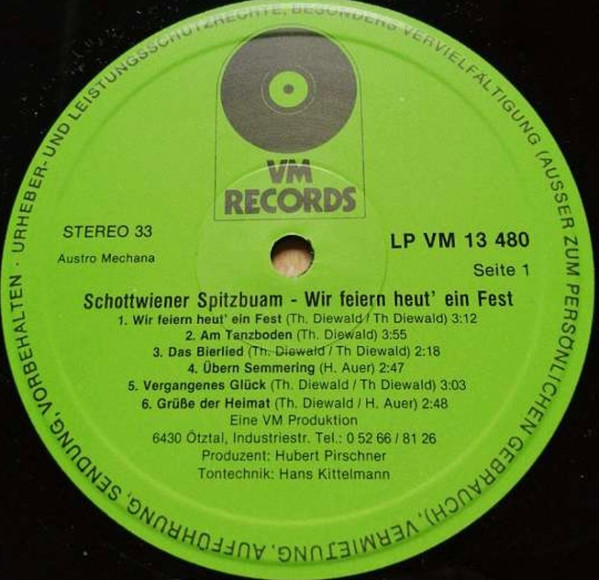 URHEBER- UND LEISTUNGSSCHUTZRECHTE, BESONDERS VERVIELFÄLTIGUNG (AUSSER ZUM PERSÖNLICHEN GEBRAUCH), VERMIETUNG, AUFFÜHRUNG, SENDUNG, VORBEHALTEN ·
VM
RECORDS
STEREO 33
LP VM 13 480
Austro Mechana
Seite 1
Schottwiener Spitzbuam - Wir feiern heut' ein Fest
1. Wir feiern heut' ein Fest (Th. Diewald / Th Diewald) 3:12
2. Am Tanzboden (Th. Diewald) 3:55
3. Das Bierlied (Th. Diewald / Th Diewald) 2:18
4. Übern Semmering (H. Auer) 2:47
5. Vergangenes Glück (Th. Diewald / Th Diewald) 3:03
6. Grüße der Heimat (Th. Diewald / H. Auer) 2:48
Eine VM Produktion
6430 Ötztal, Industriestr. Tel.: 0 52 66 / 81 26
Produzent: Hubert Pirschner
Tontechnik: Hans Kittelmann